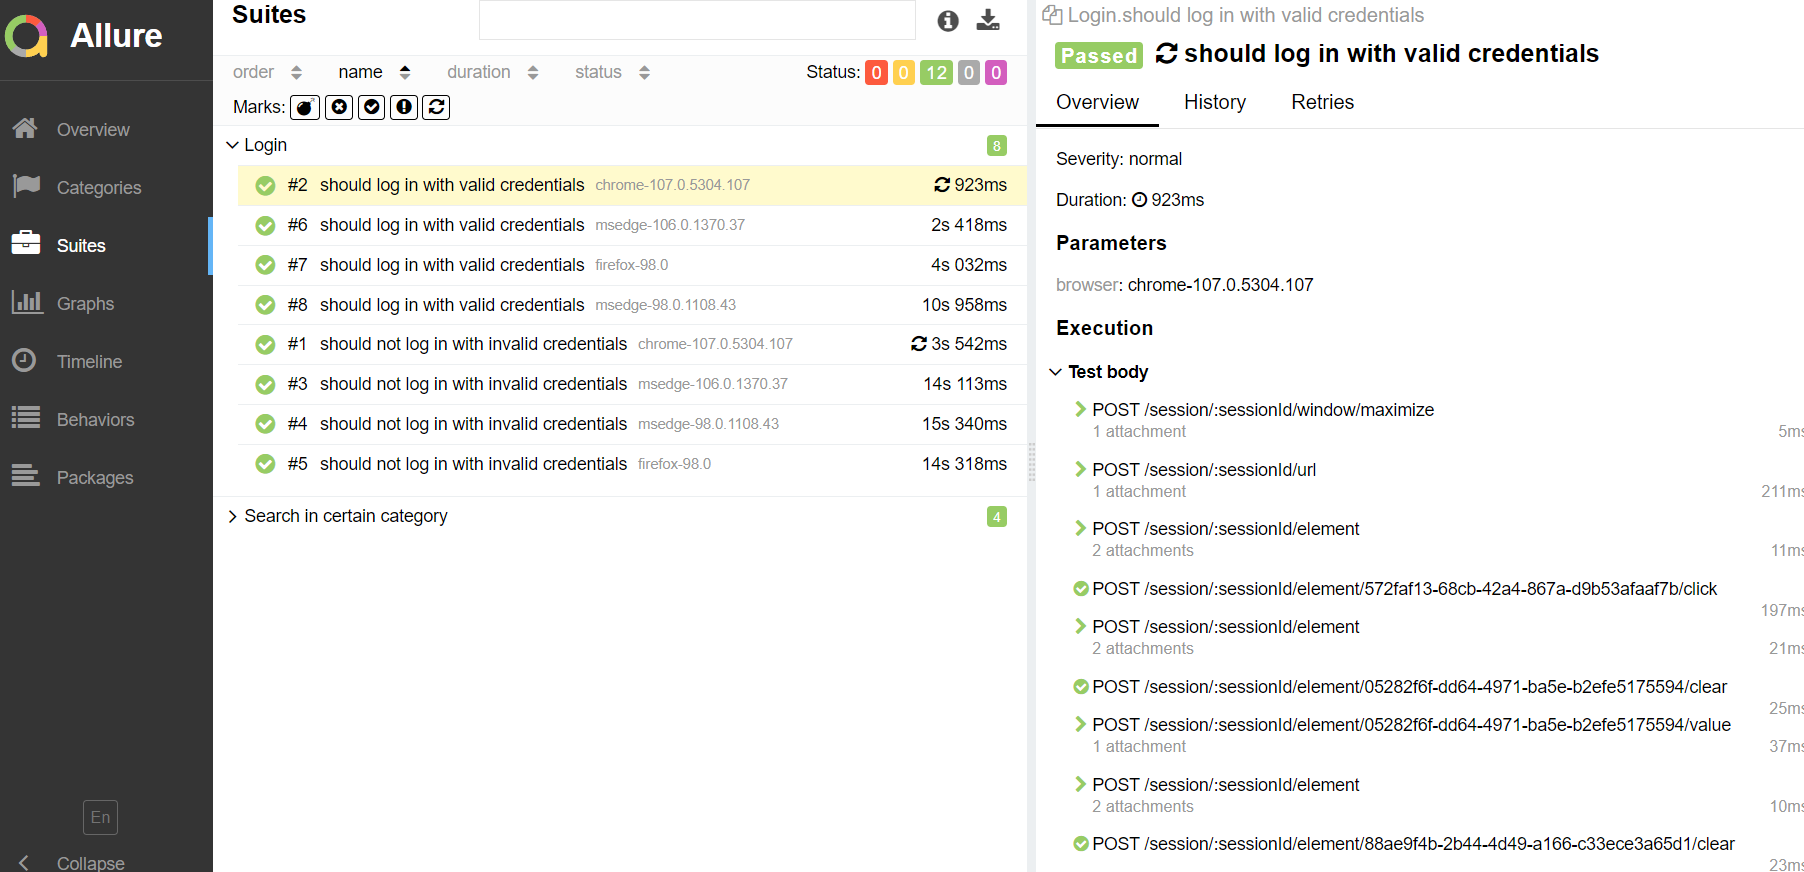 Allure
Overview
Categories
Suites
Graphs
Timeline
Behaviors
Packages
En
Collapse
Suites
order name duration status Status: 0 0 12 0 0
Marks:
Login 8
#2 should log in with valid credentials chrome-107.0.5304.107 923ms
#6 should log in with valid credentials msedge-106.0.1370.37 2s 418ms
#7 should log in with valid credentials firefox-98.0 4s 032ms
#8 should log in with valid credentials msedge-98.0.1108.43 10s 958ms
#1 should not log in with invalid credentials chrome-107.0.5304.107 3s 542ms
#3 should not log in with invalid credentials msedge-106.0.1370.37 14s 113ms
#4 should not log in with invalid credentials msedge-98.0.1108.43 15s 340ms
#5 should not log in with invalid credentials firefox-98.0 14s 318ms
Search in certain category 4
Login.should log in with valid credentials
Passed should log in with valid credentials
Overview History Retries
Severity: normal
Duration: 923ms
Parameters
browser: chrome-107.0.5304.107
Execution
Test body
POST /session/:sessionId/window/maximize
1 attachment 5ms
POST /session/:sessionId/url
1 attachment 211ms
POST /session/:sessionId/element
2 attachments 11ms
POST /session/:sessionId/element/572faf13-68cb-42a4-867a-d9b53afaaf7b/click
197ms
POST /session/:sessionId/element
2 attachments 21ms
POST /session/:sessionId/element/05282f6f-dd64-4971-ba5e-b2efe5175594/clear
25ms
POST /session/:sessionId/element/05282f6f-dd64-4971-ba5e-b2efe5175594/value
1 attachment 37ms
POST /session/:sessionId/element
2 attachments 10ms
POST /session/:sessionId/element/88ae9f4b-2b44-4d49-a166-c33ece3a65d1/clear
23ms